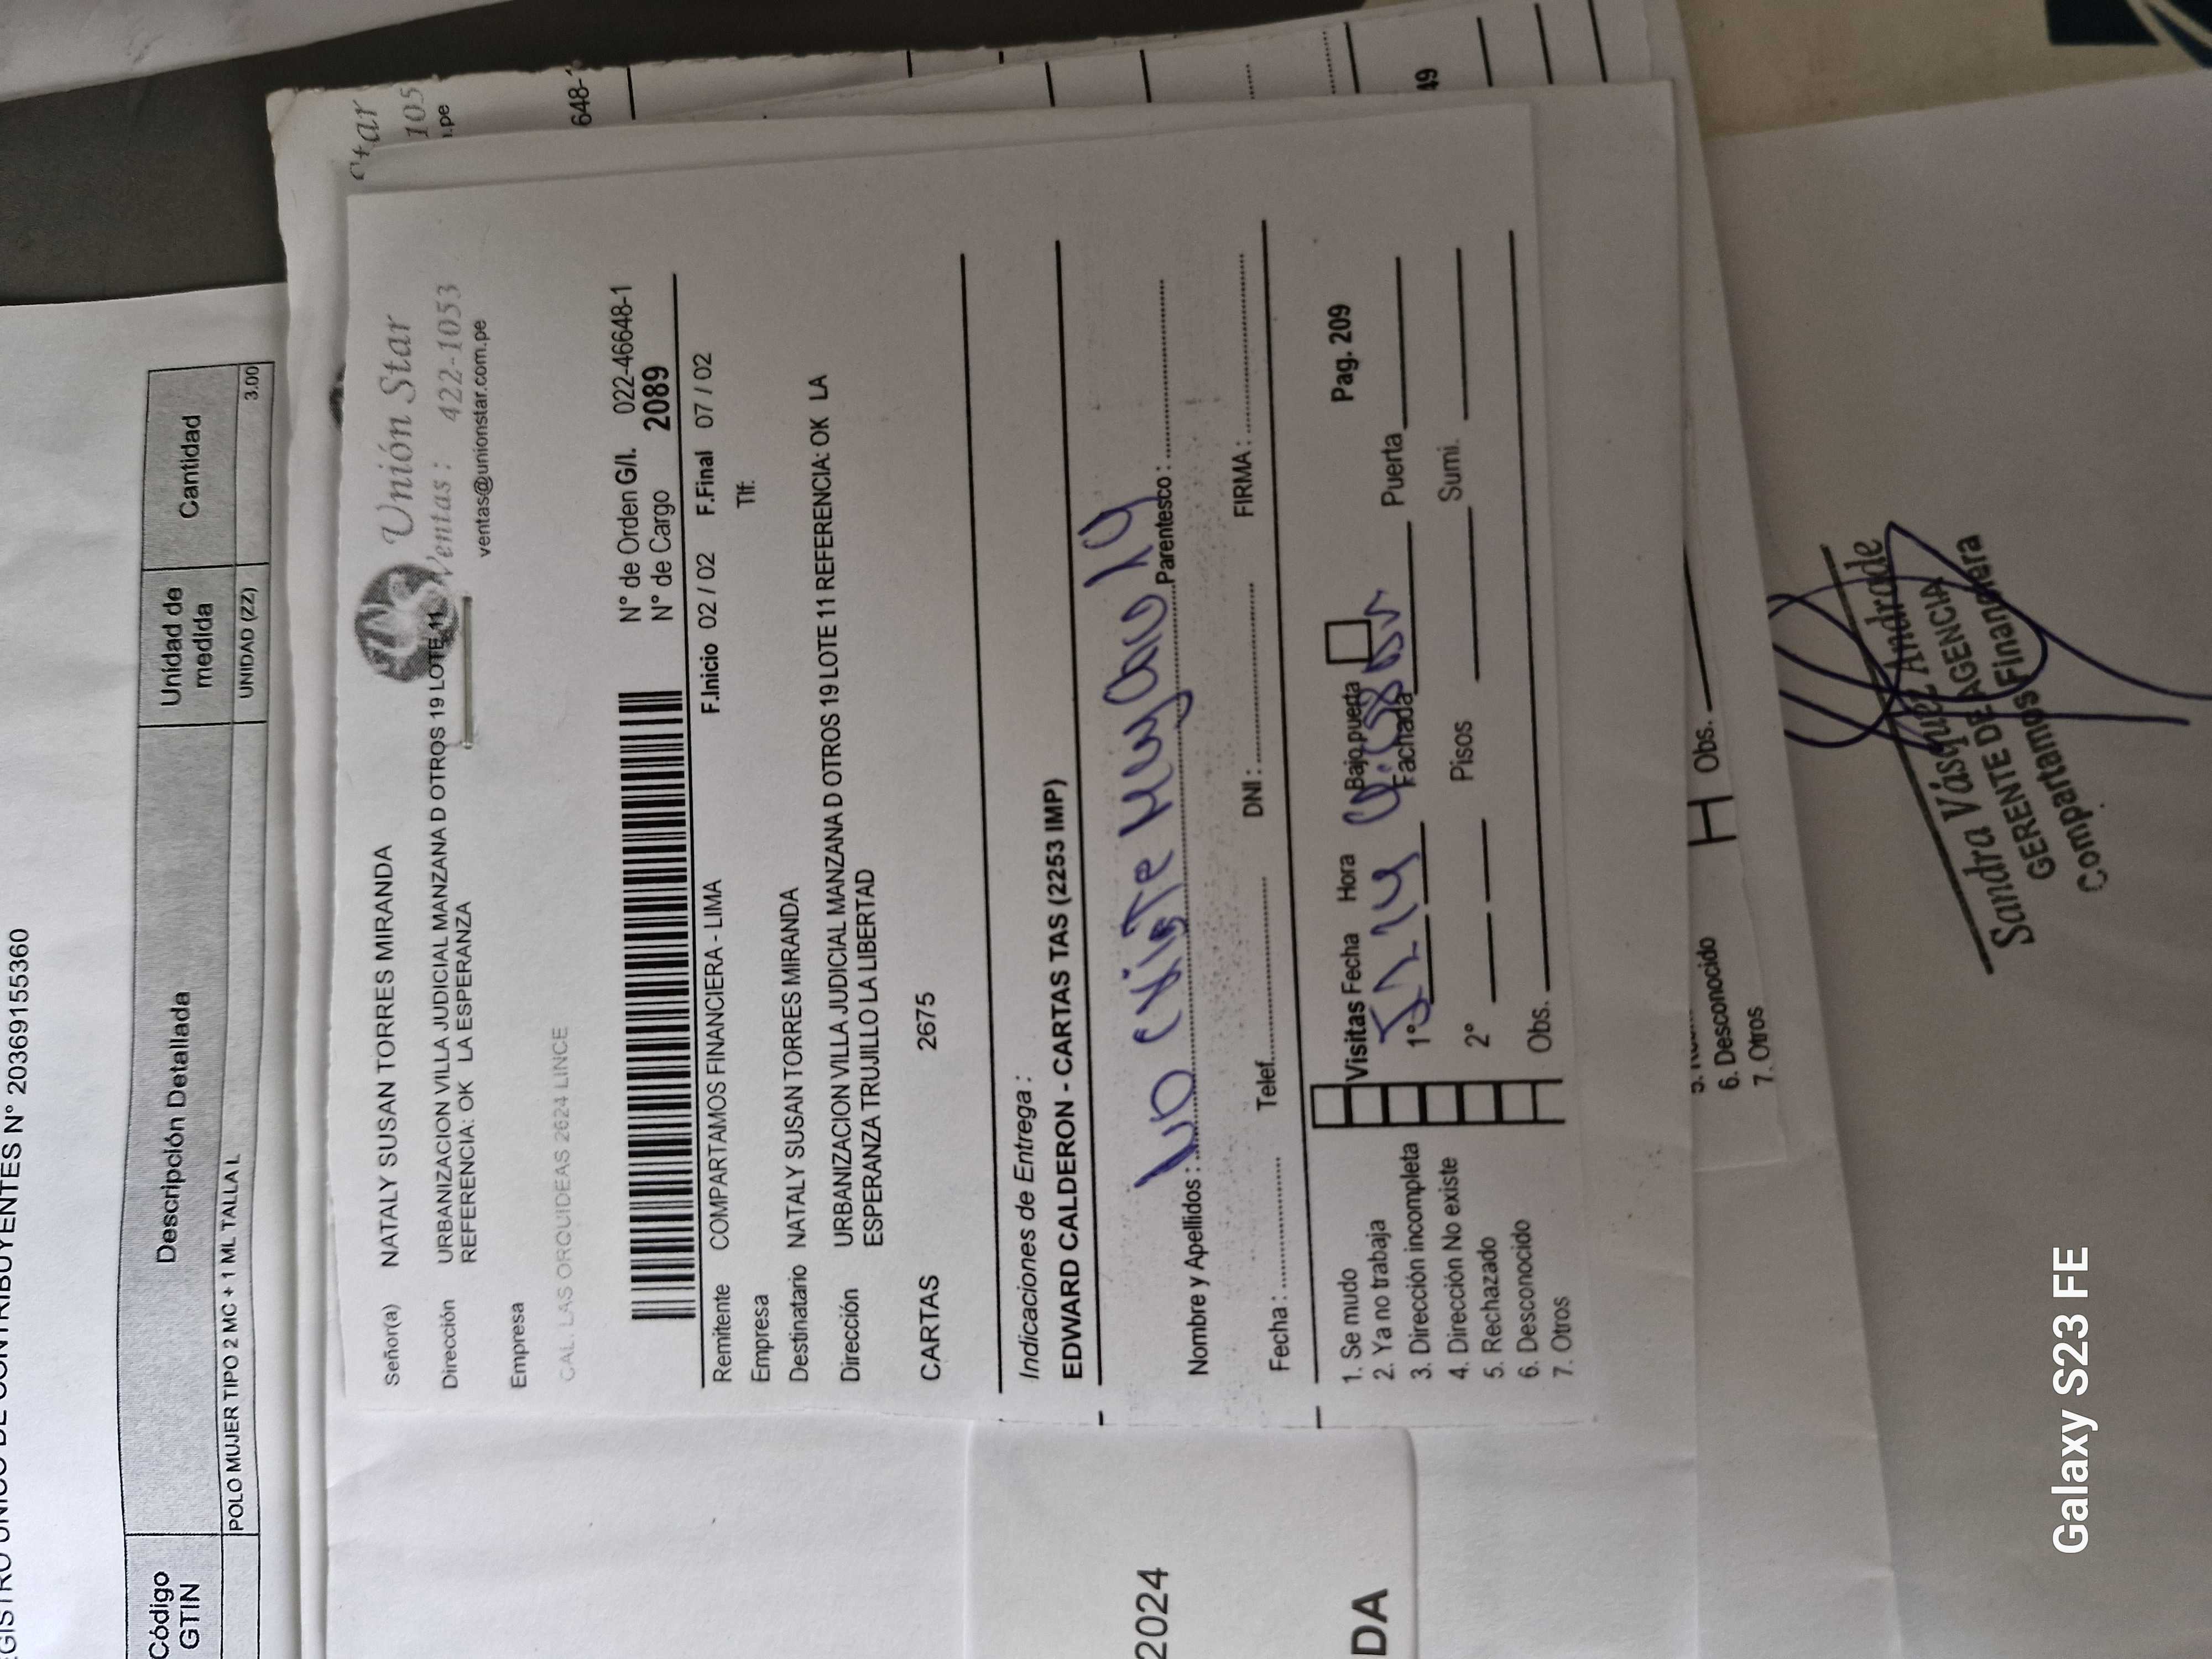 CONTRIBUYENTES N° 20369155360
Código GTIN
Descripción Detallada
Unidad de medida
Cantidad
POLO MUJER TIPO 2 MC + 1 ML TALLA L
UNIDAD (ZZ)
3.00
Star
105
648-
Unión Star
Ventas : 422-1053
ventas@unionstar.com.pe
Señor(a) NATALY SUSAN TORRES MIRANDA
Dirección URBANIZACION VILLA JUDICIAL MANZANA D OTROS 19 LOTE 11
REFERENCIA: OK LA ESPERANZA
Empresa
CAL. LAS ORQUIDEAS 2624 LINCE
N° de Orden G/I. 022-46648-1
N° de Cargo 2089
F.Inicio 02 / 02 F.Final 07 / 02
Remitente COMPARTAMOS FINANCIERA - LIMA
Empresa
Tlf:
Destinatario NATALY SUSAN TORRES MIRANDA
Dirección URBANIZACION VILLA JUDICIAL MANZANA D OTROS 19 LOTE 11 REFERENCIA: OK LA
ESPERANZA TRUJILLO LA LIBERTAD
CARTAS 2675
Indicaciones de Entrega :
EDWARD CALDERON - CARTAS TAS (2253 IMP)
No existe
Nombre y Apellidos : Parentesco :
Fecha : Telef. DNI : FIRMA :
1. Se mudo
2. Ya no trabaja
3. Dirección incompleta
4. Dirección No existe
5. Rechazado
6. Desconocido
7. Otros
Visitas Fecha Hora Bajo puerta Pag. 209
1° Fachada Puerta
2° Pisos Sumi.
Obs.
49
6. Desconocido
7. Otros
H Obs.
2024
DA
Sandra Vásquez Andrade
GERENTE DE AGENCIA
Compartamos Financiera
Galaxy S23 FE